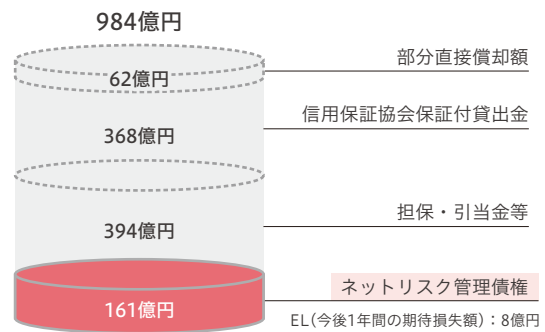 984億円
62億円
部分直接償却額
368億円
信用保証協会保証付貸出金
394億円
担保・引当金等
161億円
ネットリスク管理債権
EL(今後1年間の期待損失額)：8億円